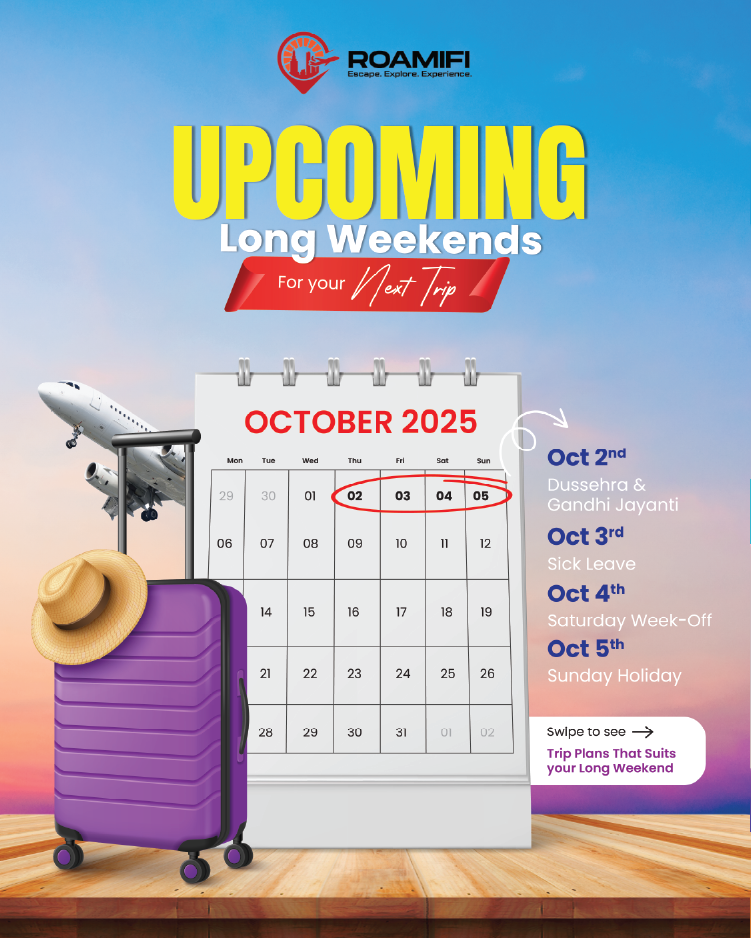 ROAMIFI
Escape. Explore. Experience.
UPCOMING
Long Weekends
For your Next Trip
OCTOBER 2025
Mon Tue Wed Thu Fri Sat Sun
29 30 01 02 03 04 05
06 07 08 09 10 11 12
14 15 16 17 18 19
21 22 23 24 25 26
28 29 30 31 01 02
Oct 2nd
Dussehra &
Gandhi Jayanti
Oct 3rd
Sick Leave
Oct 4th
Saturday Week-Off
Oct 5th
Sunday Holiday
Swipe to see
Trip Plans That Suits
your Long Weekend